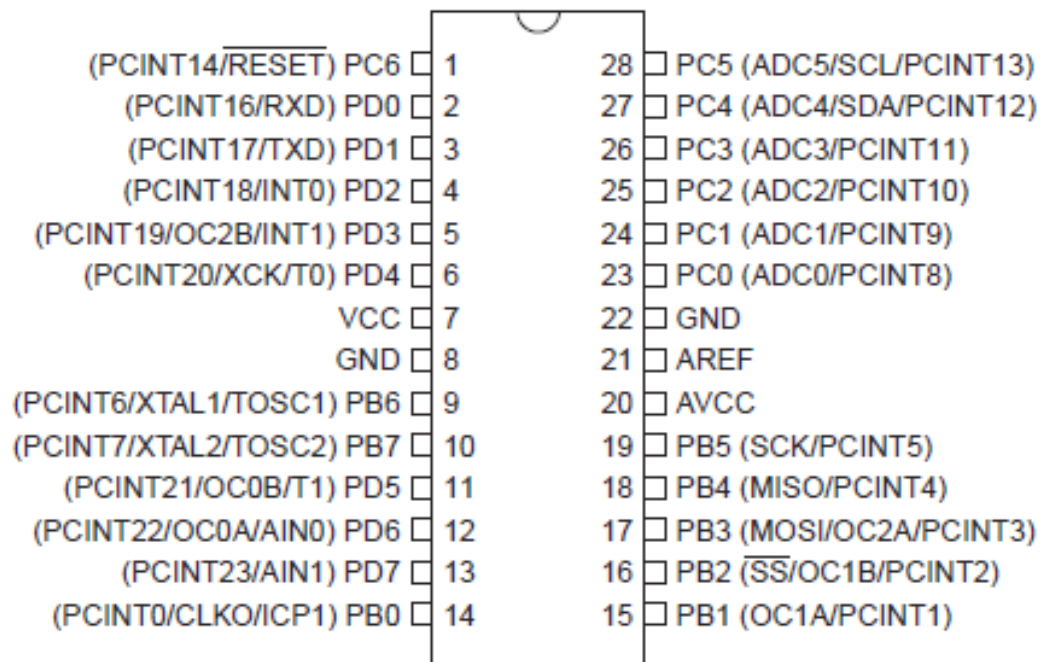 (PCINT14/RESET) PC6 1 28 PC5 (ADC5/SCL/PCINT13)
(PCINT16/RXD) PD0 2 27 PC4 (ADC4/SDA/PCINT12)
(PCINT17/TXD) PD1 3 26 PC3 (ADC3/PCINT11)
(PCINT18/INT0) PD2 4 25 PC2 (ADC2/PCINT10)
(PCINT19/OC2B/INT1) PD3 5 24 PC1 (ADC1/PCINT9)
(PCINT20/XCK/T0) PD4 6 23 PC0 (ADC0/PCINT8)
VCC 7 22 GND
GND 8 21 AREF
(PCINT6/XTAL1/TOSC1) PB6 9 20 AVCC
(PCINT7/XTAL2/TOSC2) PB7 10 19 PB5 (SCK/PCINT5)
(PCINT21/OC0B/T1) PD5 11 18 PB4 (MISO/PCINT4)
(PCINT22/OC0A/AIN0) PD6 12 17 PB3 (MOSI/OC2A/PCINT3)
(PCINT23/AIN1) PD7 13 16 PB2 (SS/OC1B/PCINT2)
(PCINT0/CLKO/ICP1) PB0 14 15 PB1 (OC1A/PCINT1)